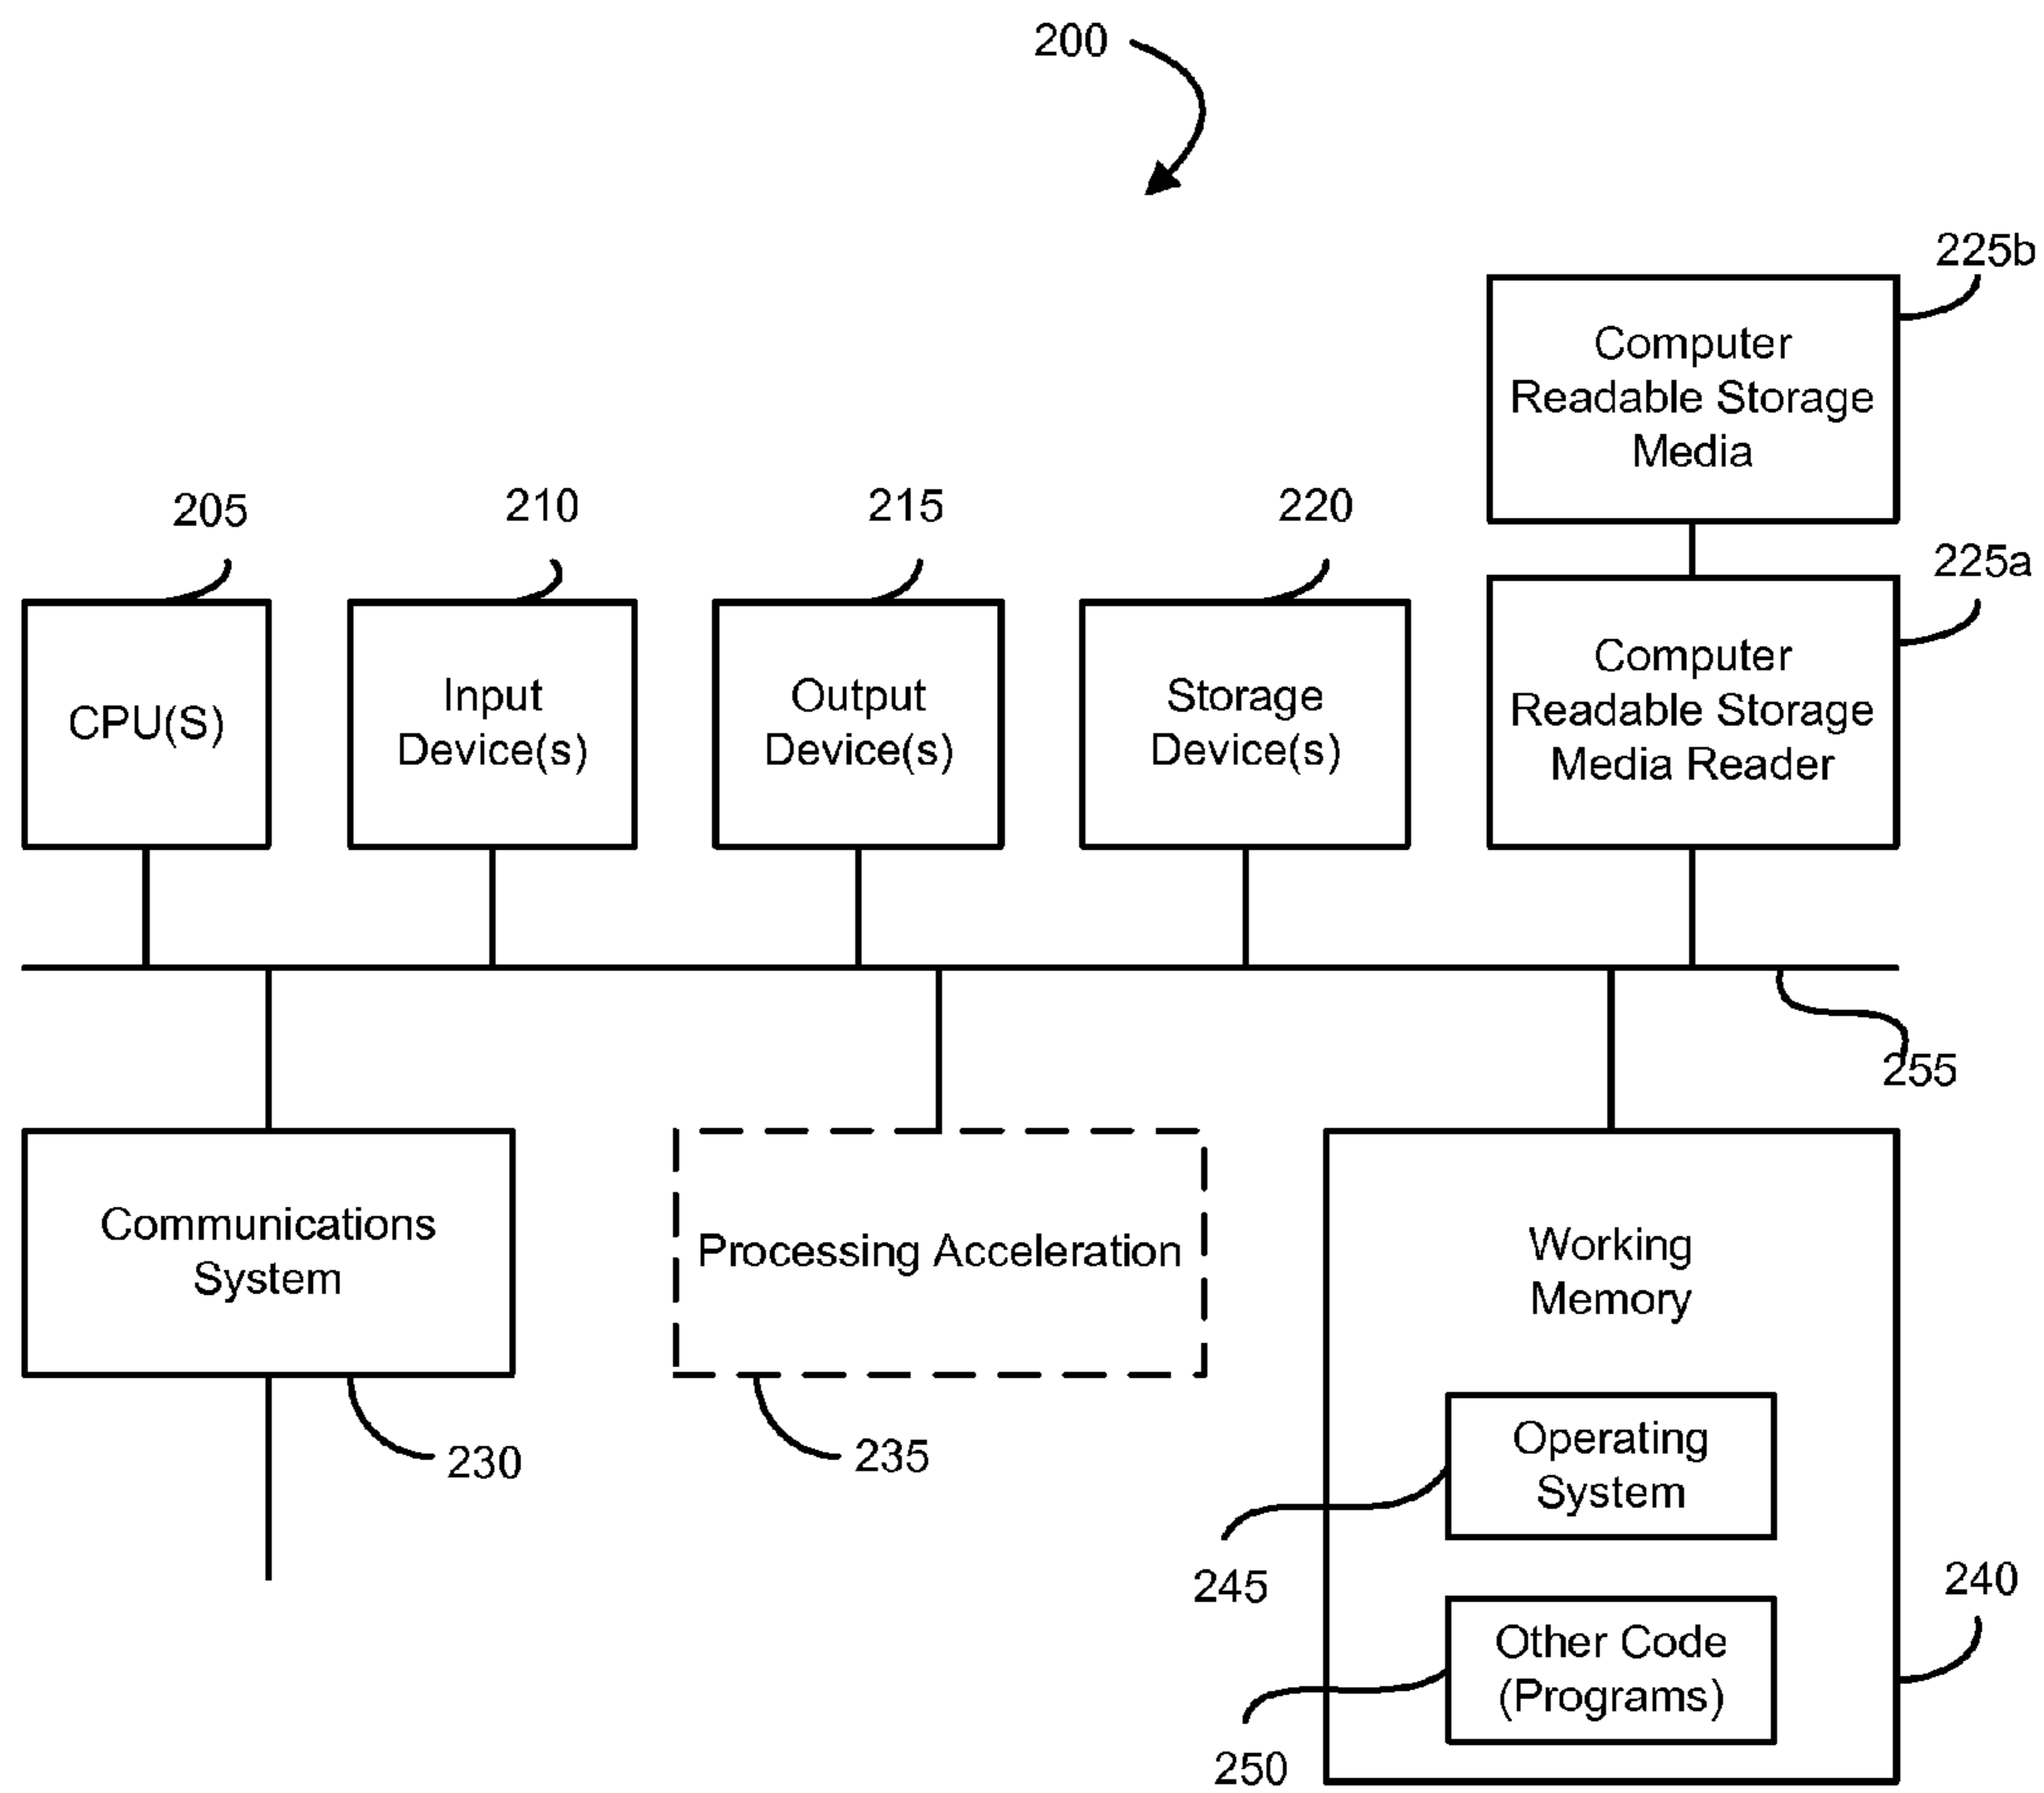 200
225b
Computer
Readable Storage
Media
205
210
215
220
225a
CPU(S)
Input
Device(s)
Output
Device(s)
Storage
Device(s)
Computer
Readable Storage
Media Reader
255
Communications
System
Processing Acceleration
Working
Memory
230
235
Operating
System
245
240
Other Code
(Programs)
250